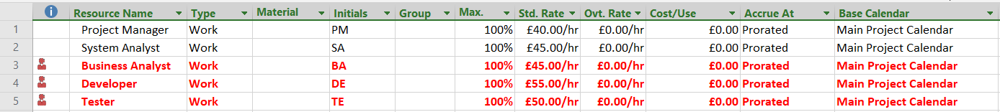 Resource Name Type Material Initials Group Max. Std. Rate Ovt. Rate Cost/Use Accrue At Base Calendar
1 Project Manager Work PM 100% £40.00/hr £0.00/hr £0.00 Prorated Main Project Calendar
2 System Analyst Work SA 100% £45.00/hr £0.00/hr £0.00 Prorated Main Project Calendar
3 Business Analyst Work BA 100% £45.00/hr £0.00/hr £0.00 Prorated Main Project Calendar
4 Developer Work DE 100% £55.00/hr £0.00/hr £0.00 Prorated Main Project Calendar
5 Tester Work TE 100% £50.00/hr £0.00/hr £0.00 Prorated Main Project Calendar